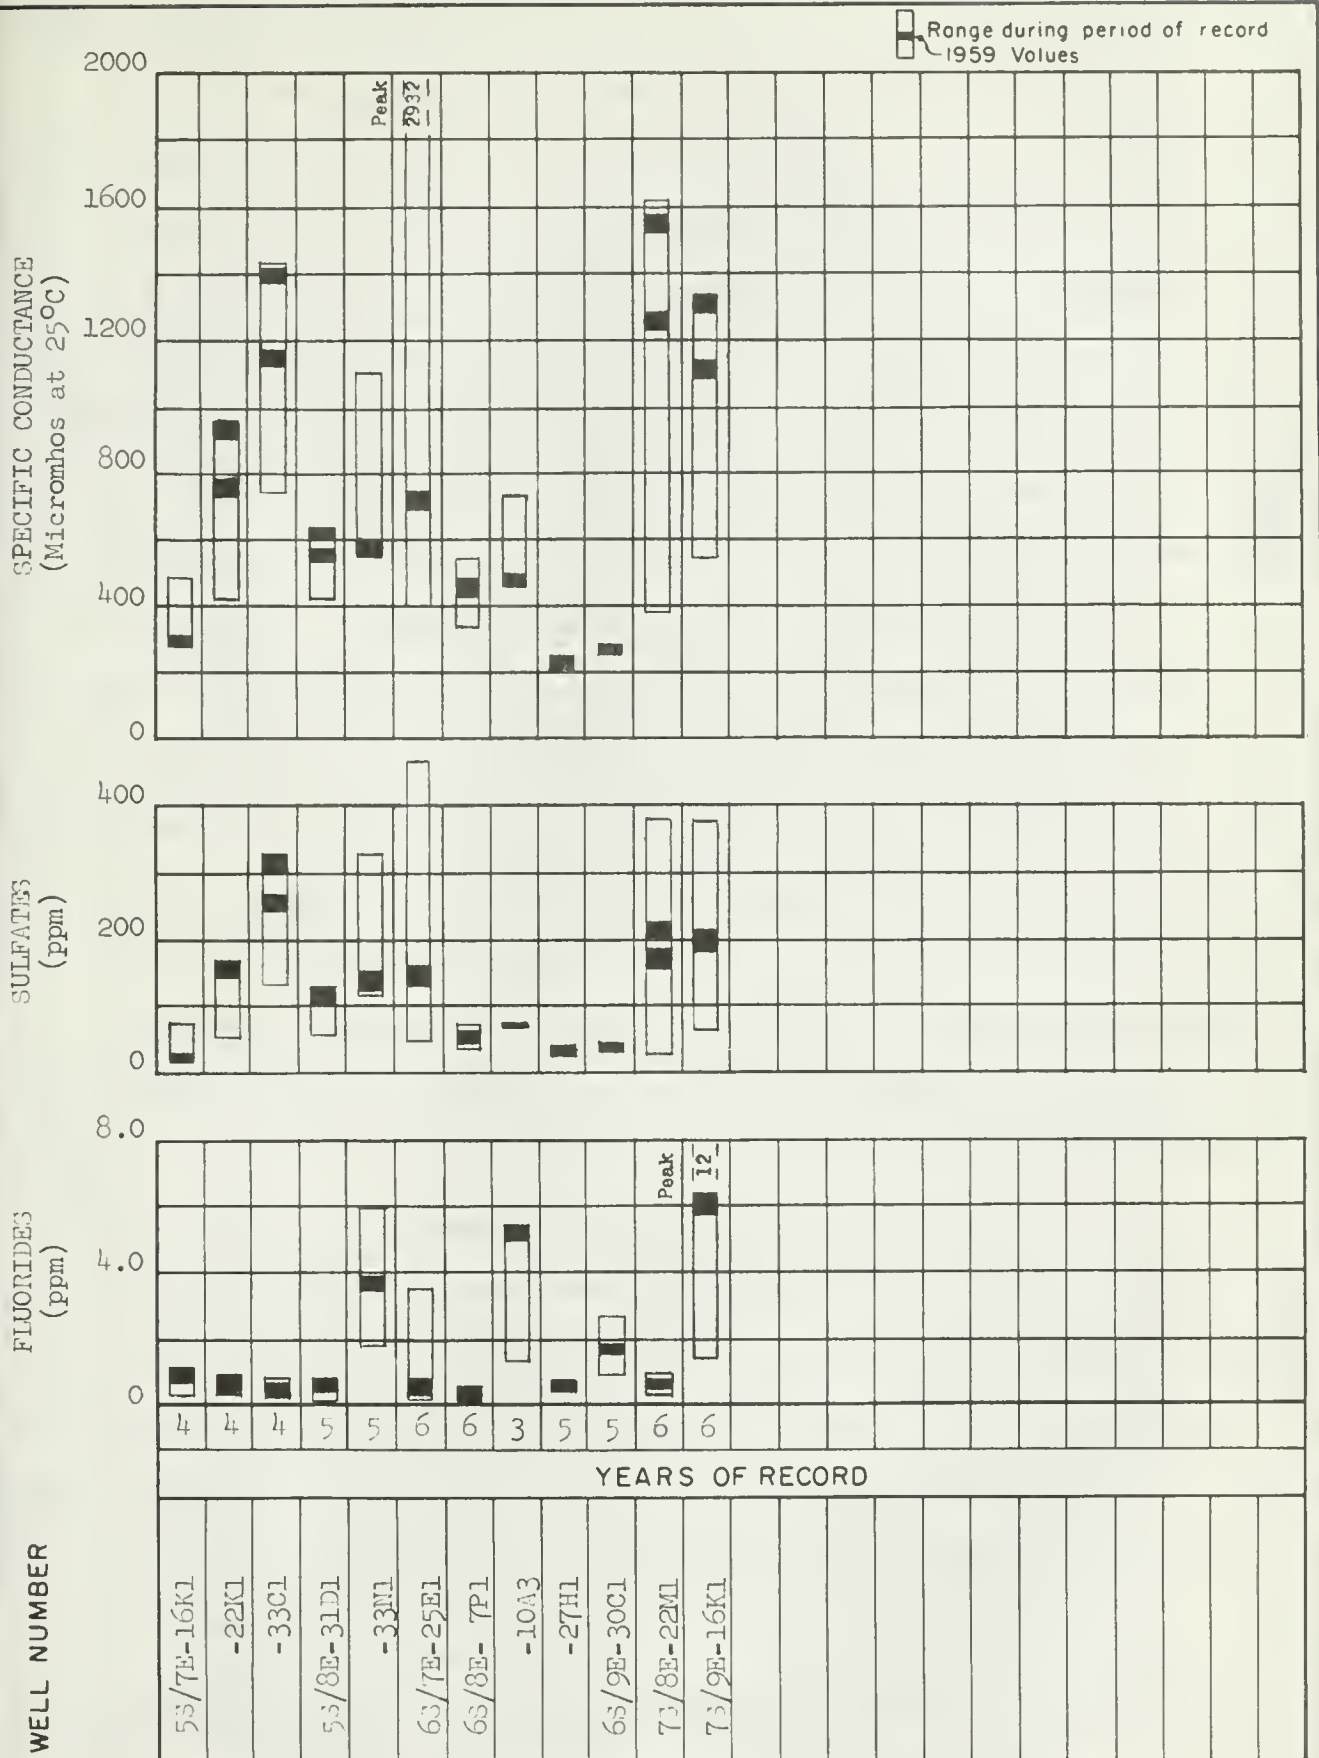 Range during period of record
1959 Values
SPECIFIC CONDUCTANCE
(Micromhos at 25°C)
2000
1600
1200
800
400
0
Peak
2932
SULFATES
(ppm)
400
200
0
FLUORIDES
(ppm)
8.0
4.0
0
Peak
12
4 4 4 5 5 6 6 3 5 5 6 6
YEARS OF RECORD
WELL NUMBER
5S/7E-16K1
-22K1
-33C1
5S/8E-31D1
-33N1
6S/7E-25E1
6S/8E- 7P1
-10A3
-27H1
6S/9E-30C1
7S/8E-22M1
7S/9E-16K1